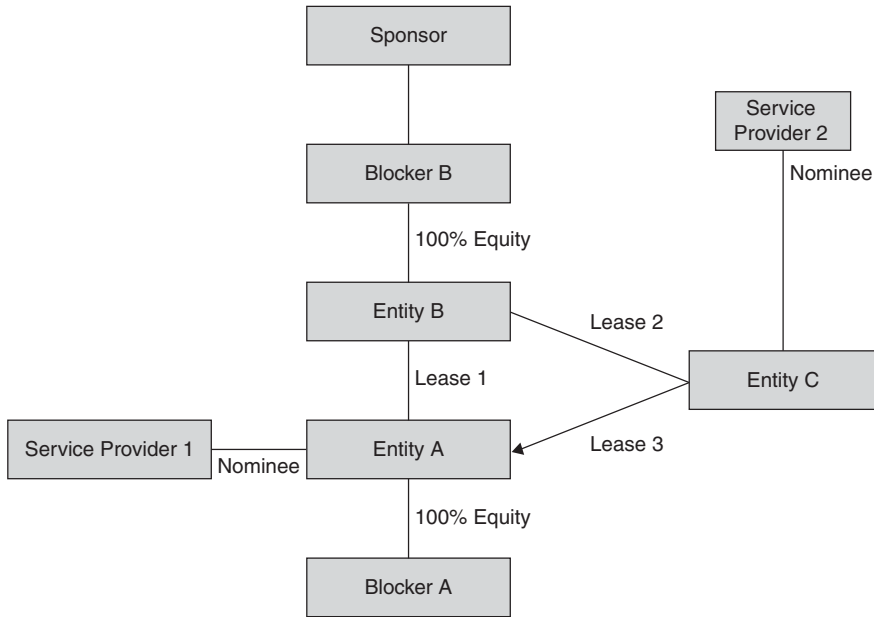 Sponsor
Service
Provider 2
Nominee
Blocker B
100% Equity
Entity B
Lease 2
Entity C
Lease 1
Lease 3
Service Provider 1
Nominee
Entity A
100% Equity
Blocker A